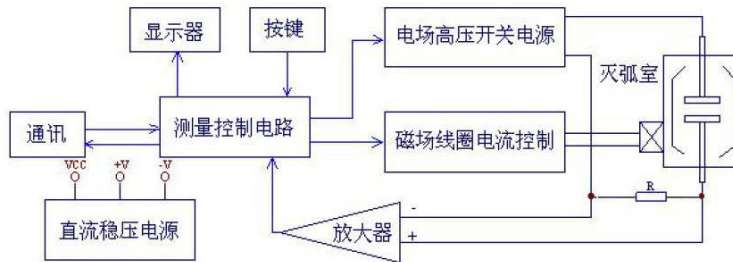 显示器
按键
电场高压开关电源
灭弧室
通讯
测量控制电路
磁场线圈电流控制
VCC +V -V
直流稳压电源
放大器
-
+
R